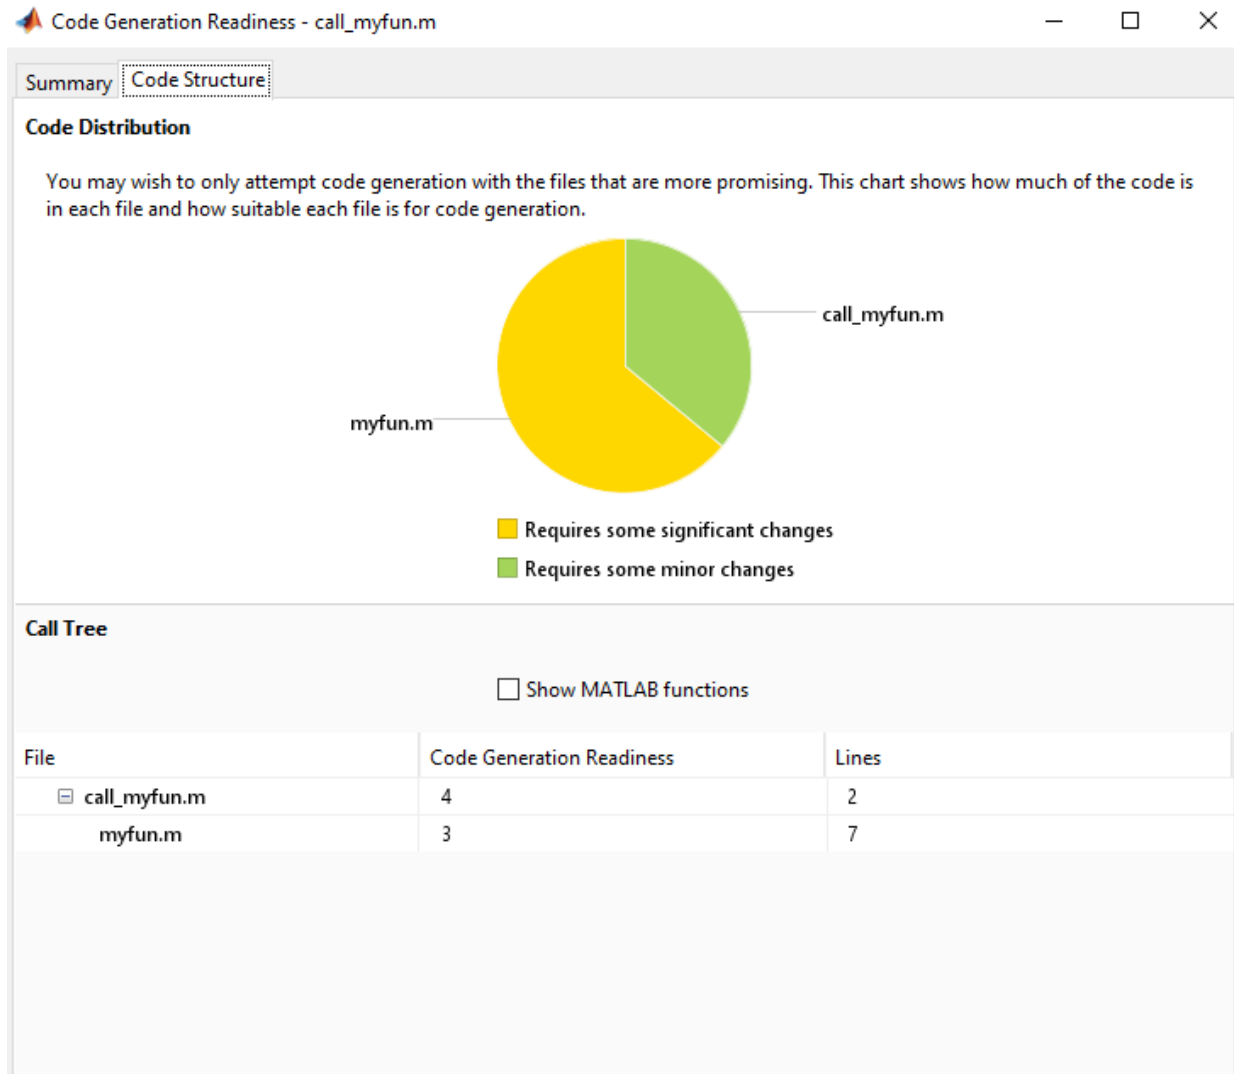 Code Generation Readiness - call_myfun.m
Summary
Code Structure
Code Distribution
You may wish to only attempt code generation with the files that are more promising. This chart shows how much of the code is
in each file and how suitable each file is for code generation.
call_myfun.m
myfun.m
Requires some significant changes
Requires some minor changes
Call Tree
Show MATLAB functions
File Code Generation Readiness Lines
call_myfun.m 4 2
myfun.m 3 7